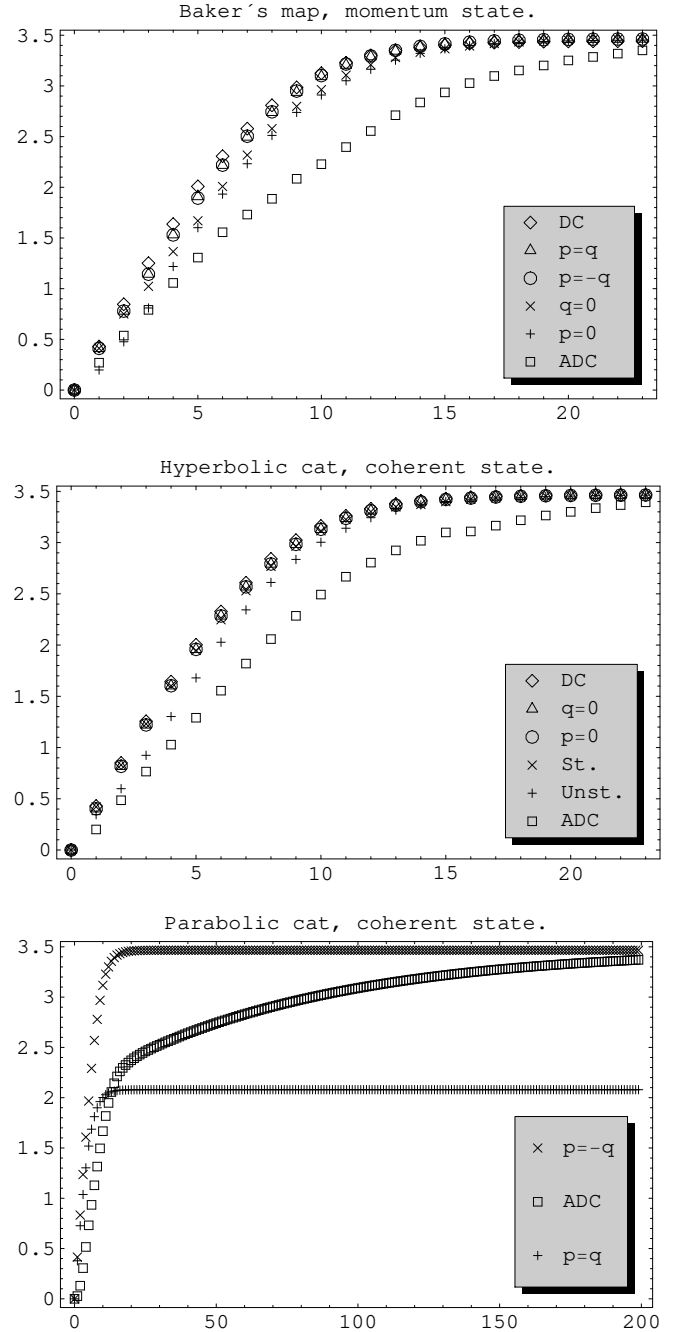 Baker´s map, momentum state.
3.5
3
2.5
2
1.5
1
0.5
0
DC
p=q
p=-q
q=0
p=0
ADC
0 5 10 15 20
Hyperbolic cat, coherent state.
3.5
3
2.5
2
1.5
1
0.5
0
DC
q=0
p=0
St.
Unst.
ADC
0 5 10 15 20
Parabolic cat, coherent state.
3.5
3
2.5
2
1.5
1
0.5
0
p=-q
ADC
p=q
0 50 100 150 200